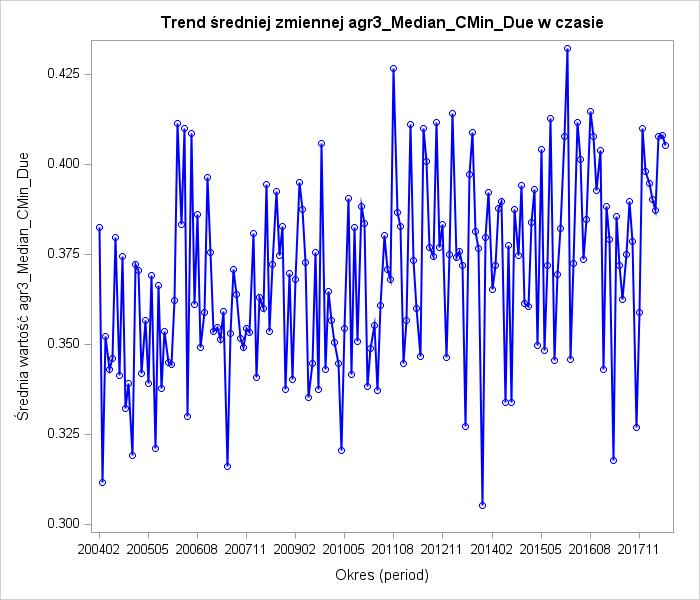 Trend średniej zmiennej agr3_Median_CMin_Due w czasie
Średnia wartość agr3_Median_CMin_Due
0.425
0.400
0.375
0.350
0.325
0.300
200402 200505 200608 200711 200902 201005 201108 201211 201402 201505 201608 201711
Okres (period)